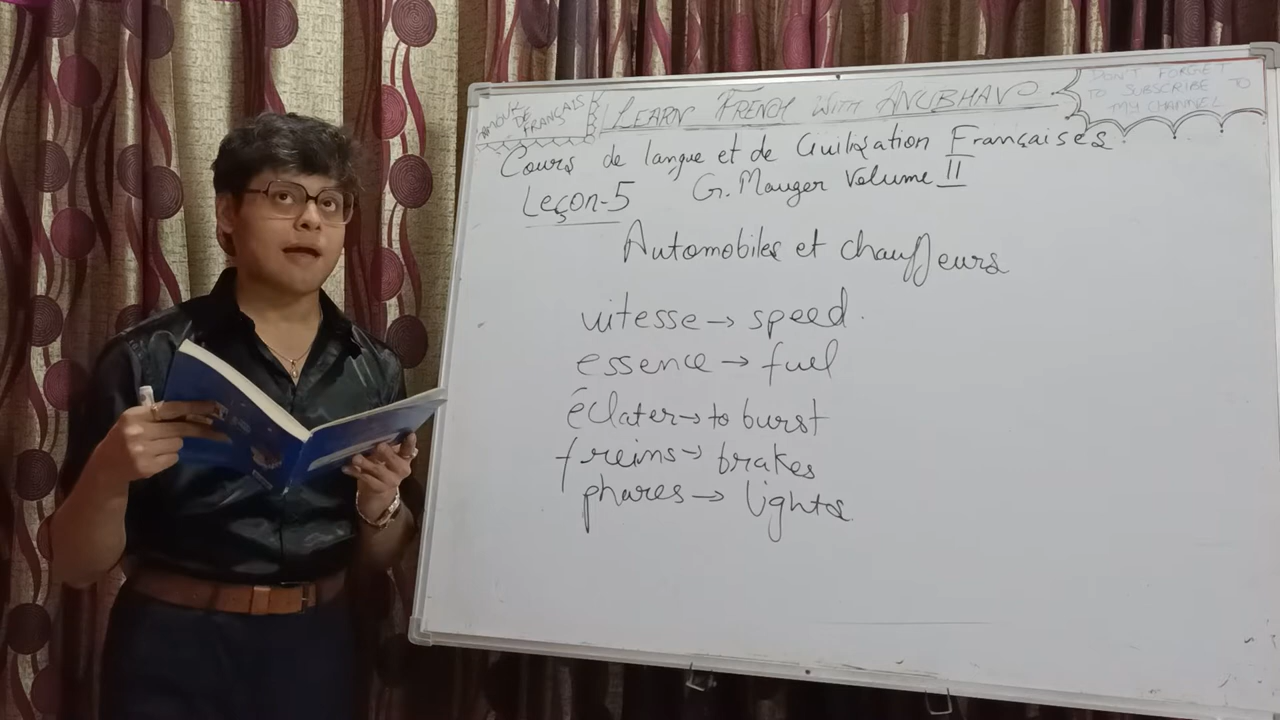 AMOUR DE FRANÇAIS
LEARN FRENCH WITH ANUBHAV
DON'T FORGET
TO SUBSCRIBE TO
MY CHANNEL
Cours de langue et de Civilisation Françaises
G. Mauger Volume II
Leçon-5
Automobiles et chauffeurs
vitesse → speed.
essence → fuel
éclater → to burst
freins → brakes
phares → lights